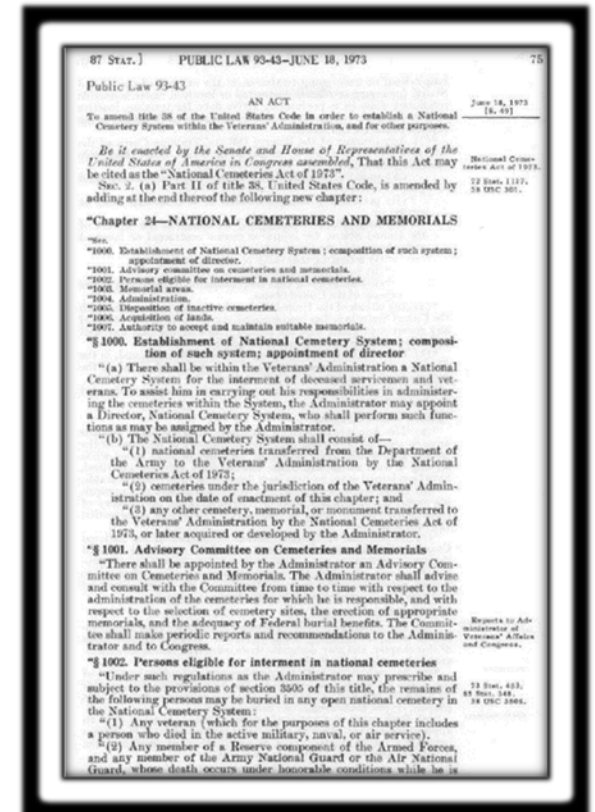 87 STAT. ] PUBLIC LAW 93-43-JUNE 18, 1973 75
Public Law 93-43
AN ACT
June 18, 1973
[S. 49]
To amend title 38 of the United States Code in order to establish a National
Cemetery System within the Veterans' Administration, and for other purposes.
Be it enacted by the Senate and House of Representatives of the
United States of America in Congress assembled, That this Act may
be cited as the "National Cemeteries Act of 1973".
National Ceme-
teries Act of 1973.
SEC. 2. (a) Part II of title 38, United States Code, is amended by
adding at the end thereof the following new chapter:
72 Stat. 1127,
38 USC 301.
"Chapter 24—NATIONAL CEMETERIES AND MEMORIALS
"Sec.
"1000. Establishment of National Cemetery System; composition of such system;
appointment of director.
"1001. Advisory committee on cemeteries and memorials.
"1002. Persons eligible for interment in national cemeteries.
"1003. Memorial areas.
"1004. Administration.
"1005. Disposition of inactive cemeteries.
"1006. Acquisition of lands.
"1007. Authority to accept and maintain suitable memorials.
"§ 1000. Establishment of National Cemetery System; composi-
tion of such system; appointment of director
"(a) There shall be within the Veterans' Administration a National
Cemetery System for the interment of deceased servicemen and vet-
erans. To assist him in carrying out his responsibilities in administer-
ing the cemeteries within the System, the Administrator may appoint
a Director, National Cemetery System, who shall perform such func-
tions as may be assigned by the Administrator.
"(b) The National Cemetery System shall consist of—
"(1) national cemeteries transferred from the Department of
the Army to the Veterans' Administration by the National
Cemeteries Act of 1973;
"(2) cemeteries under the jurisdiction of the Veterans' Admin-
istration on the date of enactment of this chapter; and
"(3) any other cemetery, memorial, or monument transferred to
the Veterans' Administration by the National Cemeteries Act of
1973, or later acquired or developed by the Administrator.
"§ 1001. Advisory Committee on Cemeteries and Memorials
"There shall be appointed by the Administrator an Advisory Com-
mittee on Cemeteries and Memorials. The Administrator shall advise
and consult with the Committee from time to time with respect to the
administration of the cemeteries for which he is responsible, and with
respect to the selection of cemetery sites, the erection of appropriate
memorials, and the adequacy of Federal burial benefits. The Commit-
tee shall make periodic reports and recommendations to the Adminis-
trator and to Congress.
Reports to Ad-
ministrator of
Veterans' Affairs
and Congress.
"§ 1002. Persons eligible for interment in national cemeteries
"Under such regulations as the Administrator may prescribe and
subject to the provisions of section 3505 of this title, the remains of
the following persons may be buried in any open national cemetery in
the National Cemetery System:
38 USC 3505.
"(1) Any veteran (which for the purposes of this chapter includes
a person who died in the active military, naval, or air service).
"(2) Any member of a Reserve component of the Armed Forces,
and any member of the Army National Guard or the Air National
Guard, whose death occurs under honorable conditions while he is